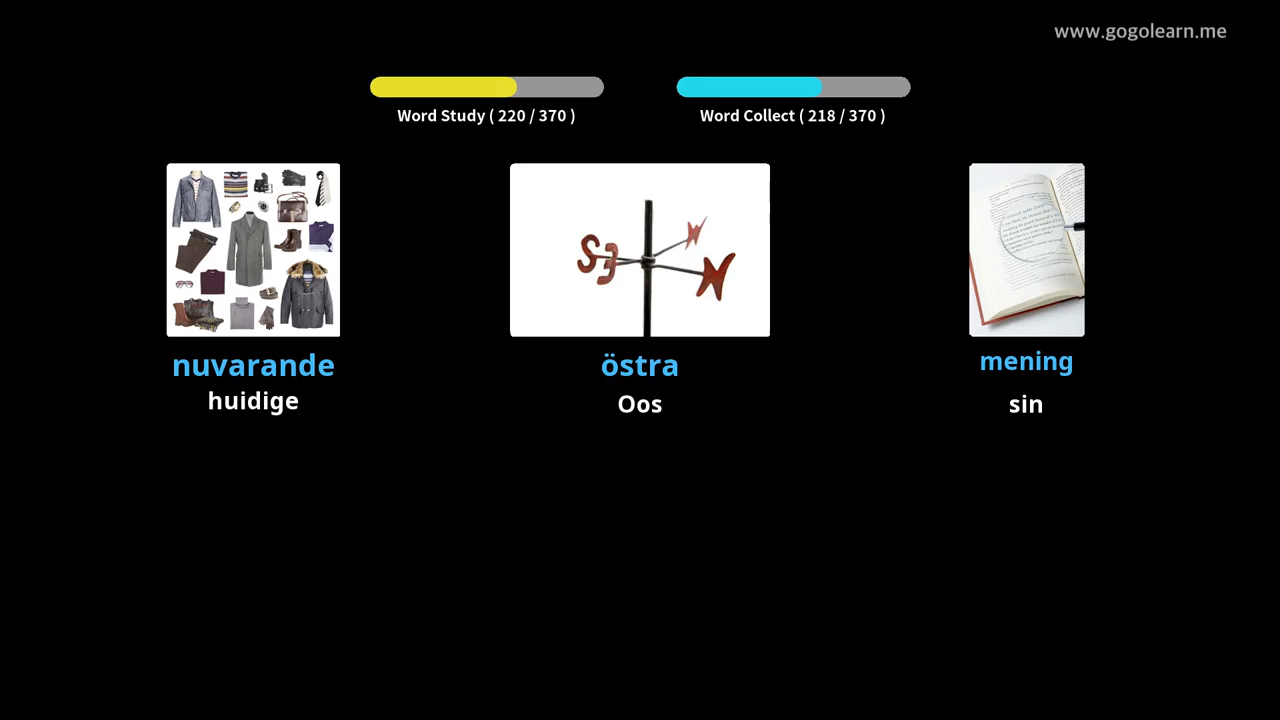 www.gogolearn.me
Word Study ( 220 / 370 )
Word Collect ( 218 / 370 )
nuvarande
huidige
östra
Oos
mening
sin